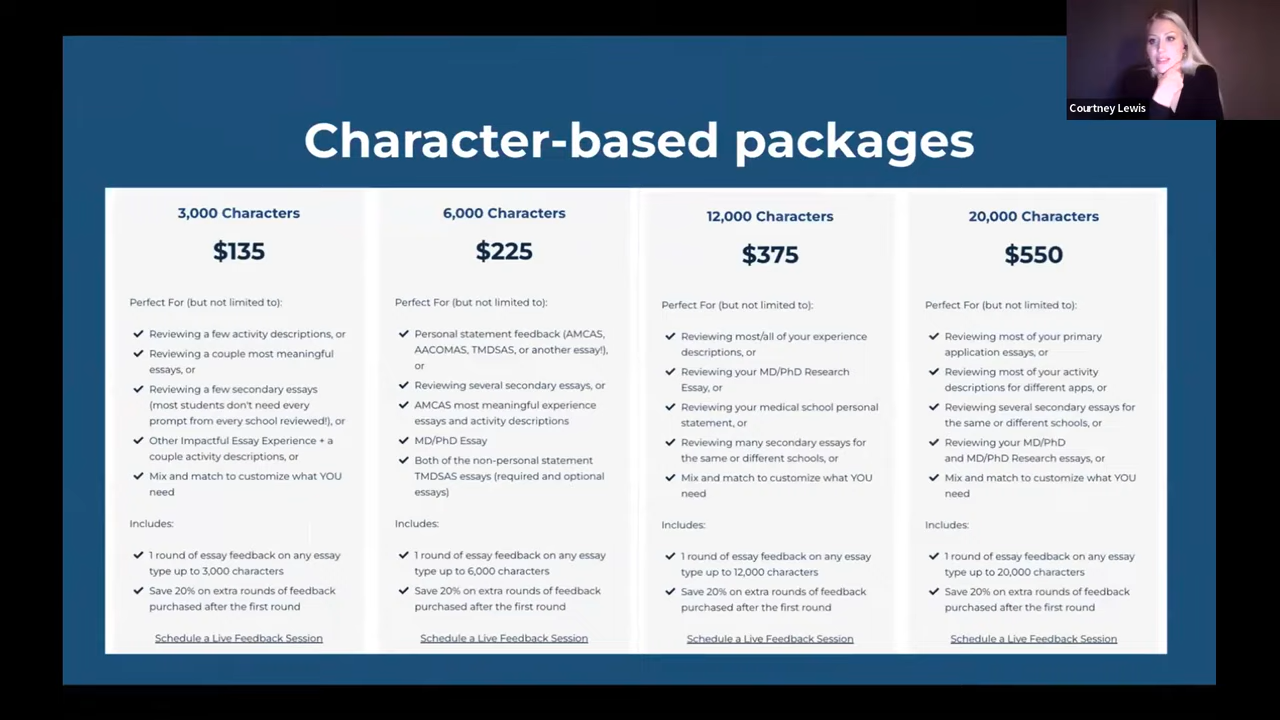 Courtney Lewis
Character-based packages
3,000 Characters
$135
Perfect For (but not limited to):
Reviewing a few activity descriptions, or
Reviewing a couple most meaningful
essays, or
Reviewing a few secondary essays
(most students don't need every
prompt from every school reviewed!), or
Other Impactful Essay Experience + a
couple activity descriptions, or
Mix and match to customize what YOU
need
Includes:
1 round of essay feedback on any essay
type up to 3,000 characters
Save 20% on extra rounds of feedback
purchased after the first round
Schedule a Live Feedback Session
6,000 Characters
$225
Perfect For (but not limited to):
Personal statement feedback (AMCAS,
AACOMAS, TMDSAS, or another essay!),
or
Reviewing several secondary essays, or
AMCAS most meaningful experience
essays and activity descriptions
MD/PhD Essay
Both of the non-personal statement
TMDSAS essays (required and optional
essays)
Includes:
1 round of essay feedback on any essay
type up to 6,000 characters
Save 20% on extra rounds of feedback
purchased after the first round
Schedule a Live Feedback Session
12,000 Characters
$375
Perfect For (but not limited to):
Reviewing most/all of your experience
descriptions, or
Reviewing your MD/PhD Research
Essay, or
Reviewing your medical school personal
statement, or
Reviewing many secondary essays for
the same or different schools, or
Mix and match to customize what YOU
need
Includes:
1 round of essay feedback on any essay
type up to 12,000 characters
Save 20% on extra rounds of feedback
purchased after the first round
Schedule a Live Feedback Session
20,000 Characters
$550
Perfect For (but not limited to):
Reviewing most of your primary
application essays, or
Reviewing most of your activity
descriptions for different apps, or
Reviewing several secondary essays for
the same or different schools, or
Reviewing your MD/PhD
and MD/PhD Research essays, or
Mix and match to customize what YOU
need
Includes:
1 round of essay feedback on any essay
type up to 20,000 characters
Save 20% on extra rounds of feedback
purchased after the first round
Schedule a Live Feedback Session